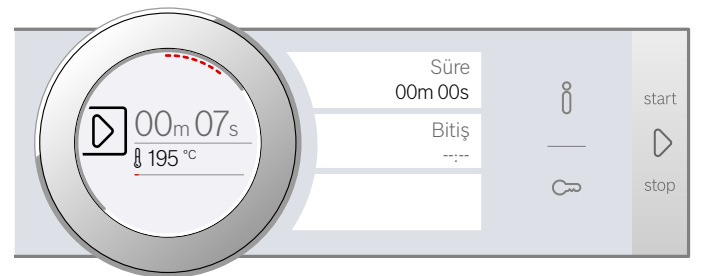 00m 07s
195 °C
Süre
00m 00s
Bitiş
--:--
start
stop